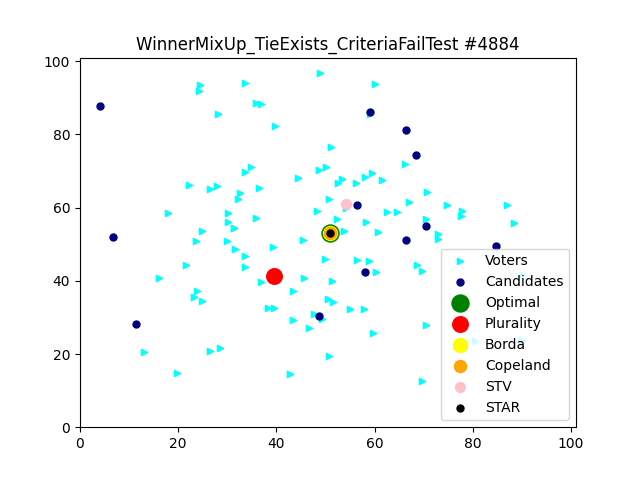 WinnerMixUp_TieExists_CriteriaFailTest #4884
100
80
60
40
20
0
0
20
40
60
80
100
Voters
Candidates
Optimal
Plurality
Borda
Copeland
STV
STAR